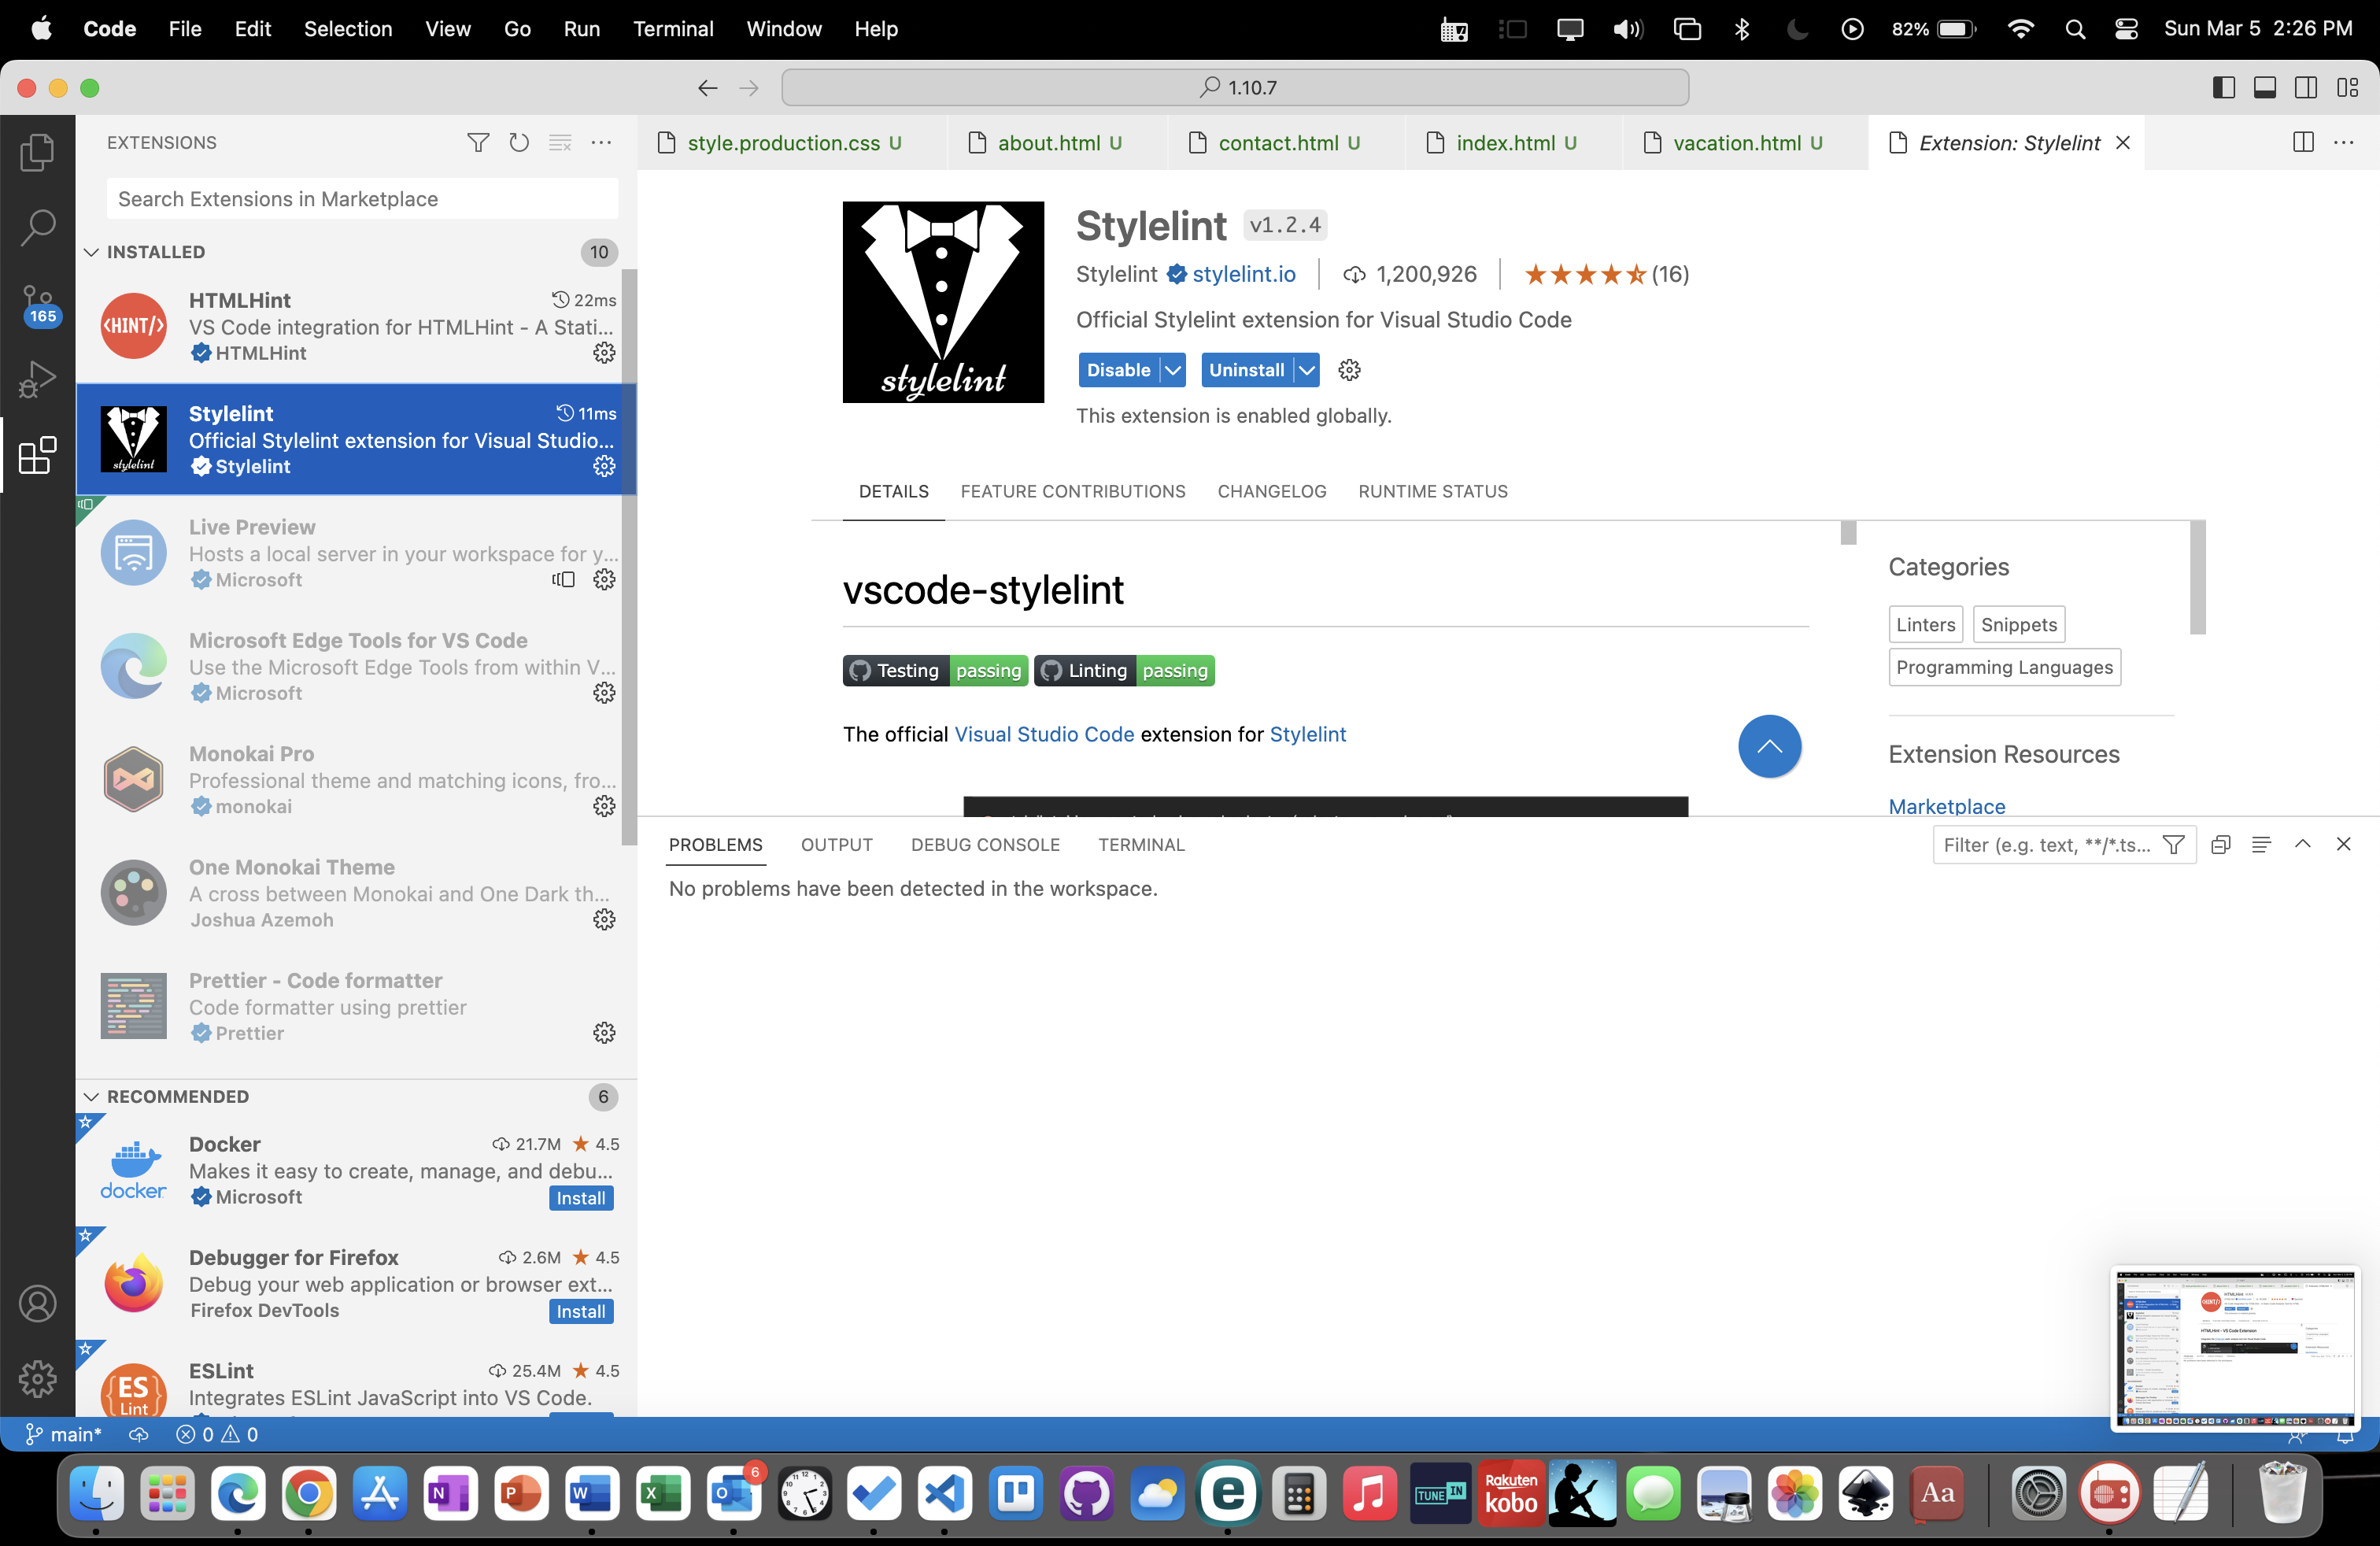 Code File Edit Selection View Go Run Terminal Window Help 82% Sun Mar 5 2:26 PM
1.10.7
EXTENSIONS
Search Extensions in Marketplace
INSTALLED 10
HTMLHint 22ms
VS Code integration for HTMLHint - A Stati...
HTMLHint
<HINT/>
Stylelint 11ms
Official Stylelint extension for Visual Studio...
Stylelint
stylelint
Live Preview
Hosts a local server in your workspace for y...
Microsoft
Microsoft Edge Tools for VS Code
Use the Microsoft Edge Tools from within V...
Microsoft
Monokai Pro
Professional theme and matching icons, fro...
monokai
One Monokai Theme
A cross between Monokai and One Dark th...
Joshua Azemoh
Prettier - Code formatter
Code formatter using prettier
Prettier
RECOMMENDED 6
Docker 21.7M ★ 4.5
Makes it easy to create, manage, and debu...
Microsoft Install
docker
Debugger for Firefox 2.6M ★ 4.5
Debug your web application or browser ext...
Firefox DevTools Install
ESLint 25.4M ★ 4.5
Integrates ESLint JavaScript into VS Code.
ES
Lint
165
style.production.css U about.html U contact.html U index.html U vacation.html U Extension: Stylelint
stylelint
Stylelint v1.2.4
Stylelint stylelint.io 1,200,926 (16)
Official Stylelint extension for Visual Studio Code
Disable Uninstall
This extension is enabled globally.
DETAILS FEATURE CONTRIBUTIONS CHANGELOG RUNTIME STATUS
vscode-stylelint
Testing passing Linting passing
The official Visual Studio Code extension for Stylelint
Categories
Linters Snippets
Programming Languages
Extension Resources
Marketplace
PROBLEMS OUTPUT DEBUG CONSOLE TERMINAL Filter (e.g. text, **/*.ts...
No problems have been detected in the workspace.
main* 0 0
N P W X O 6 e TUNE IN Rakuten kobo Aa